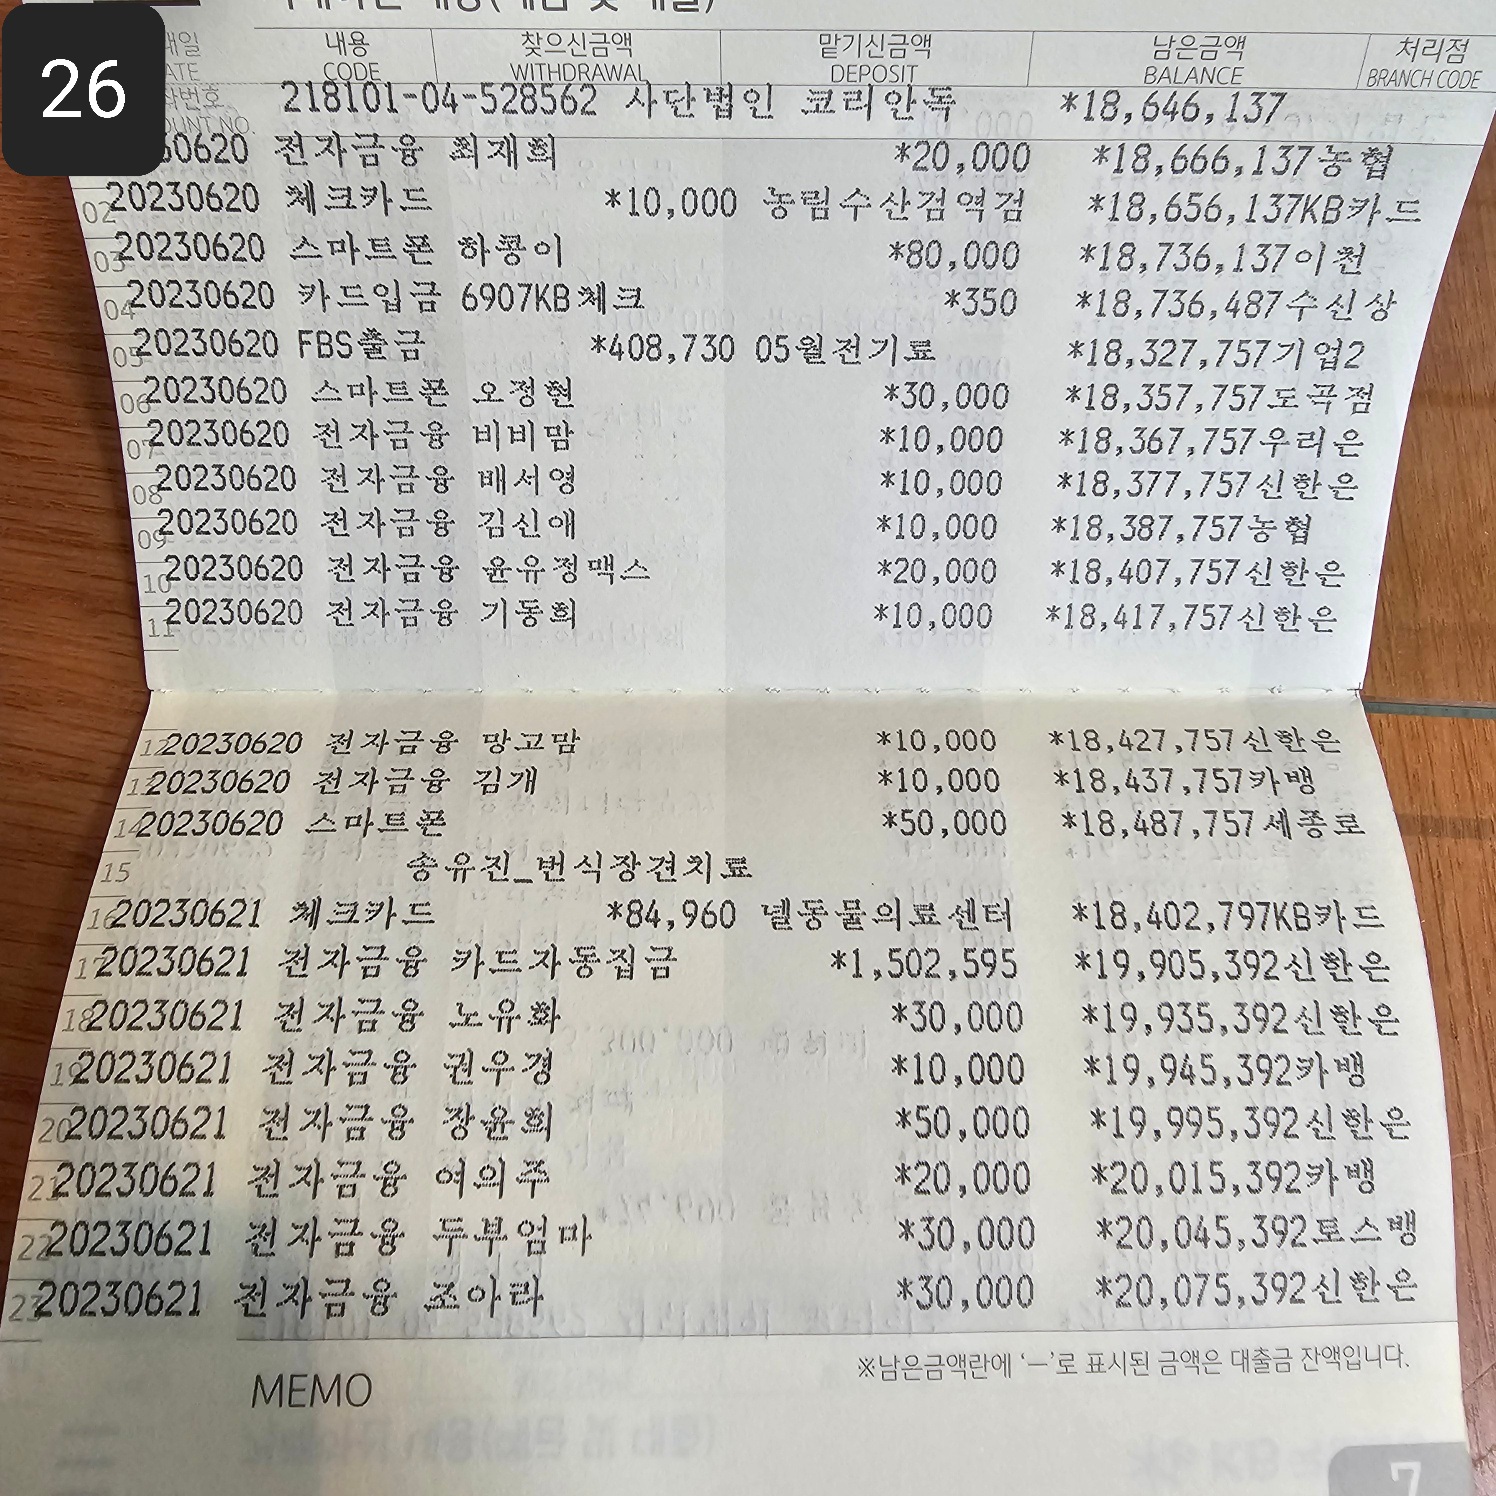 26
내용 찾으신금액 맡기신금액 남은금액 처리점
CODE WITHDRAWAL DEPOSIT BALANCE BRANCH CODE
218101-04-528562 사단법인 코리안독 *18,646,137
30620 전자금융 최재희 *20,000 *18,666,137농협
02 20230620 체크카드 *10,000 농림수산검역검 *18,656,137KB카드
03 20230620 스마트폰 하콩이 *80,000 *18,736,137이천
04 20230620 카드입금 6907KB체크 *350 *18,736,487수신상
05 20230620 FBS출금 *408,730 05월전기료 *18,327,757기업2
06 20230620 스마트폰 오정현 *30,000 *18,357,757도곡점
07 20230620 전자금융 비비맘 *10,000 *18,367,757우리은
08 20230620 전자금융 배서영 *10,000 *18,377,757신한은
09 20230620 전자금융 김신애 *10,000 *18,387,757농협
10 20230620 전자금융 윤유정맥스 *20,000 *18,407,757신한은
11 20230620 전자금융 기동희 *10,000 *18,417,757신한은
12 20230620 전자금융 망고맘 *10,000 *18,427,757신한은
13 20230620 전자금융 김개 *10,000 *18,437,757카뱅
14 20230620 스마트폰 *50,000 *18,487,757세종로
15 송유진_번식장견치료
16 20230621 체크카드 *84,960 넬동물의료센터 *18,402,797KB카드
17 20230621 전자금융 카드자동집금 *1,502,595 *19,905,392신한은
18 20230621 전자금융 노유화 *30,000 *19,935,392신한은
19 20230621 전자금융 권우경 *10,000 *19,945,392카뱅
20 20230621 전자금융 장윤희 *50,000 *19,995,392신한은
21 20230621 전자금융 여의주 *20,000 *20,015,392카뱅
22 20230621 전자금융 두부엄마 *30,000 *20,045,392토스뱅
23 20230621 전자금융 조아라 *30,000 *20,075,392신한은
※남은금액란에 ‘—’로 표시된 금액은 대출금 잔액입니다.
MEMO
7